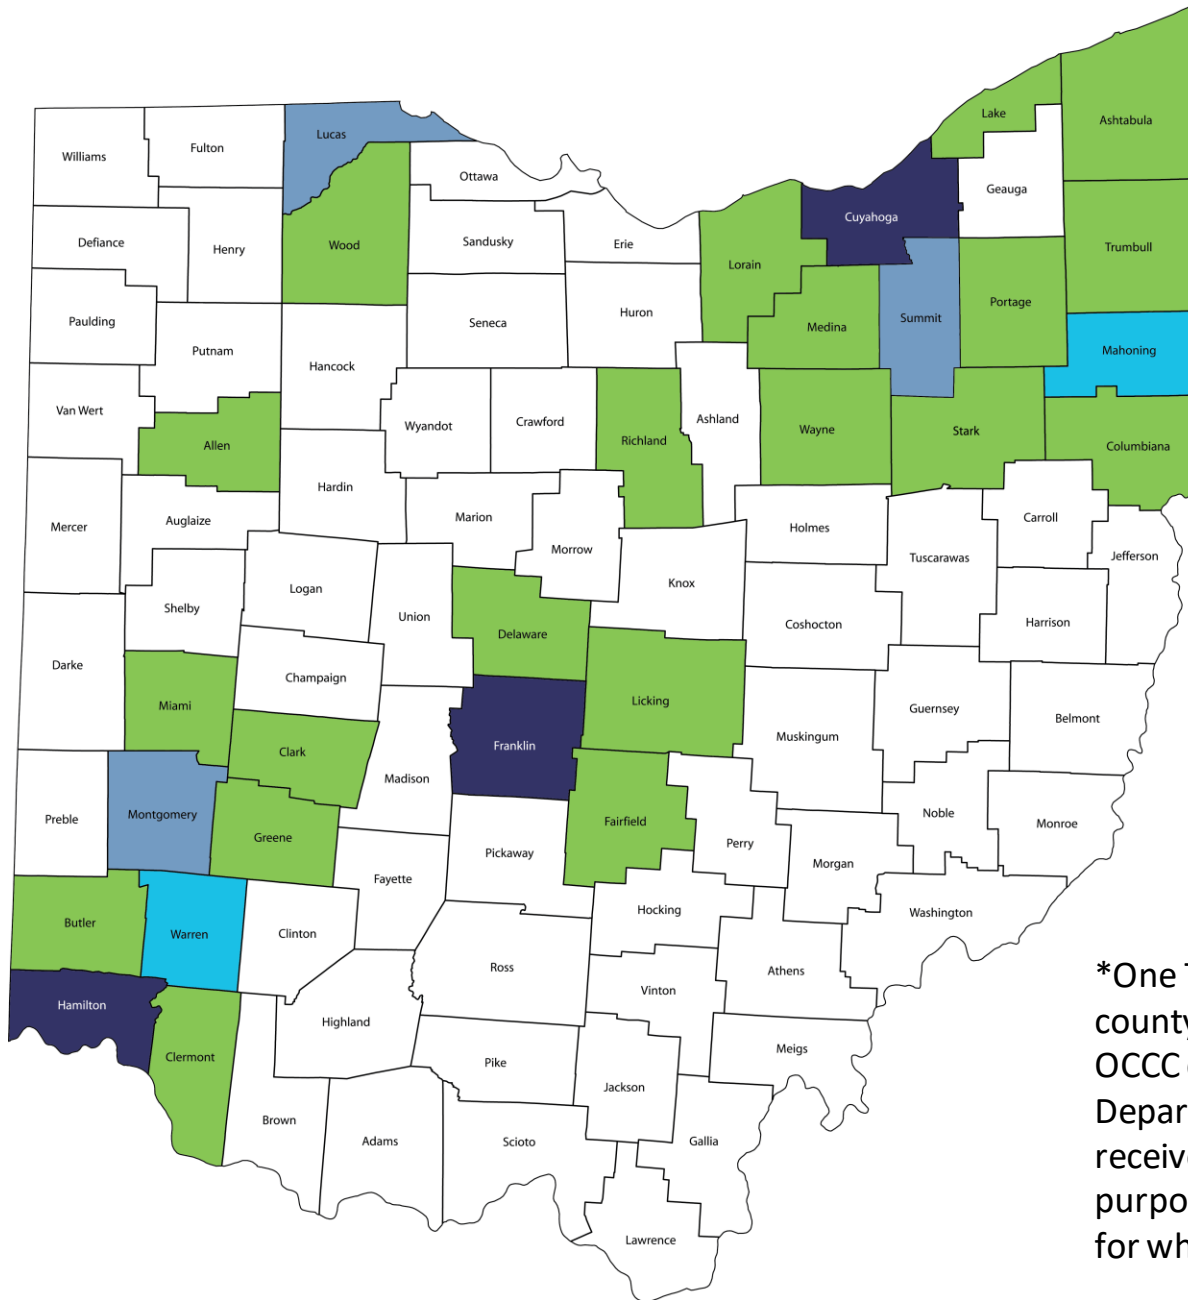 Lake
Ashtabula
Lucas
Fulton
Williams
Ottawa
Geauga
Cuyahoga
Defiance
Henry
Wood
Sandusky
Erie
Lorain
Trumbull
Portage
Huron
Paulding
Seneca
Medina
Summit
Putnam
Mahoning
Hancock
Van Wert
Wyandot
Crawford
Ashland
Richland
Wayne
Stark
Allen
Columbiana
Hardin
Marion
Carroll
Auglaize
Mercer
Holmes
Morrow
Tuscarawas
Jefferson
Knox
Logan
Shelby
Union
Coshocton
Harrison
Delaware
Darke
Champaign
Licking
Miami
Guernsey
Belmont
Muskingum
Franklin
Clark
Madison
Montgomery
Noble
Preble
Fairfield
Monroe
Greene
Perry
Pickaway
Morgan
Fayette
Hocking
Washington
Butler
Warren
Clinton
Ross
Athens
Vinton
Hamilton
Highland
Meigs
Clermont
Pike
Jackson
Brown
Adams
Scioto
Gallia
Lawrence
*One
county
OCCC
Depar
receive
purpo
for wh